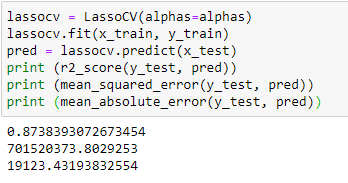 lassocv = LassoCV(alphas=alphas)
lassocv.fit(x_train, y_train)
pred = lassocv.predict(x_test)
print (r2_score(y_test, pred))
print (mean_squared_error(y_test, pred))
print (mean_absolute_error(y_test, pred))
0.8738393072673454
701520373.8029253
19123.43193832554